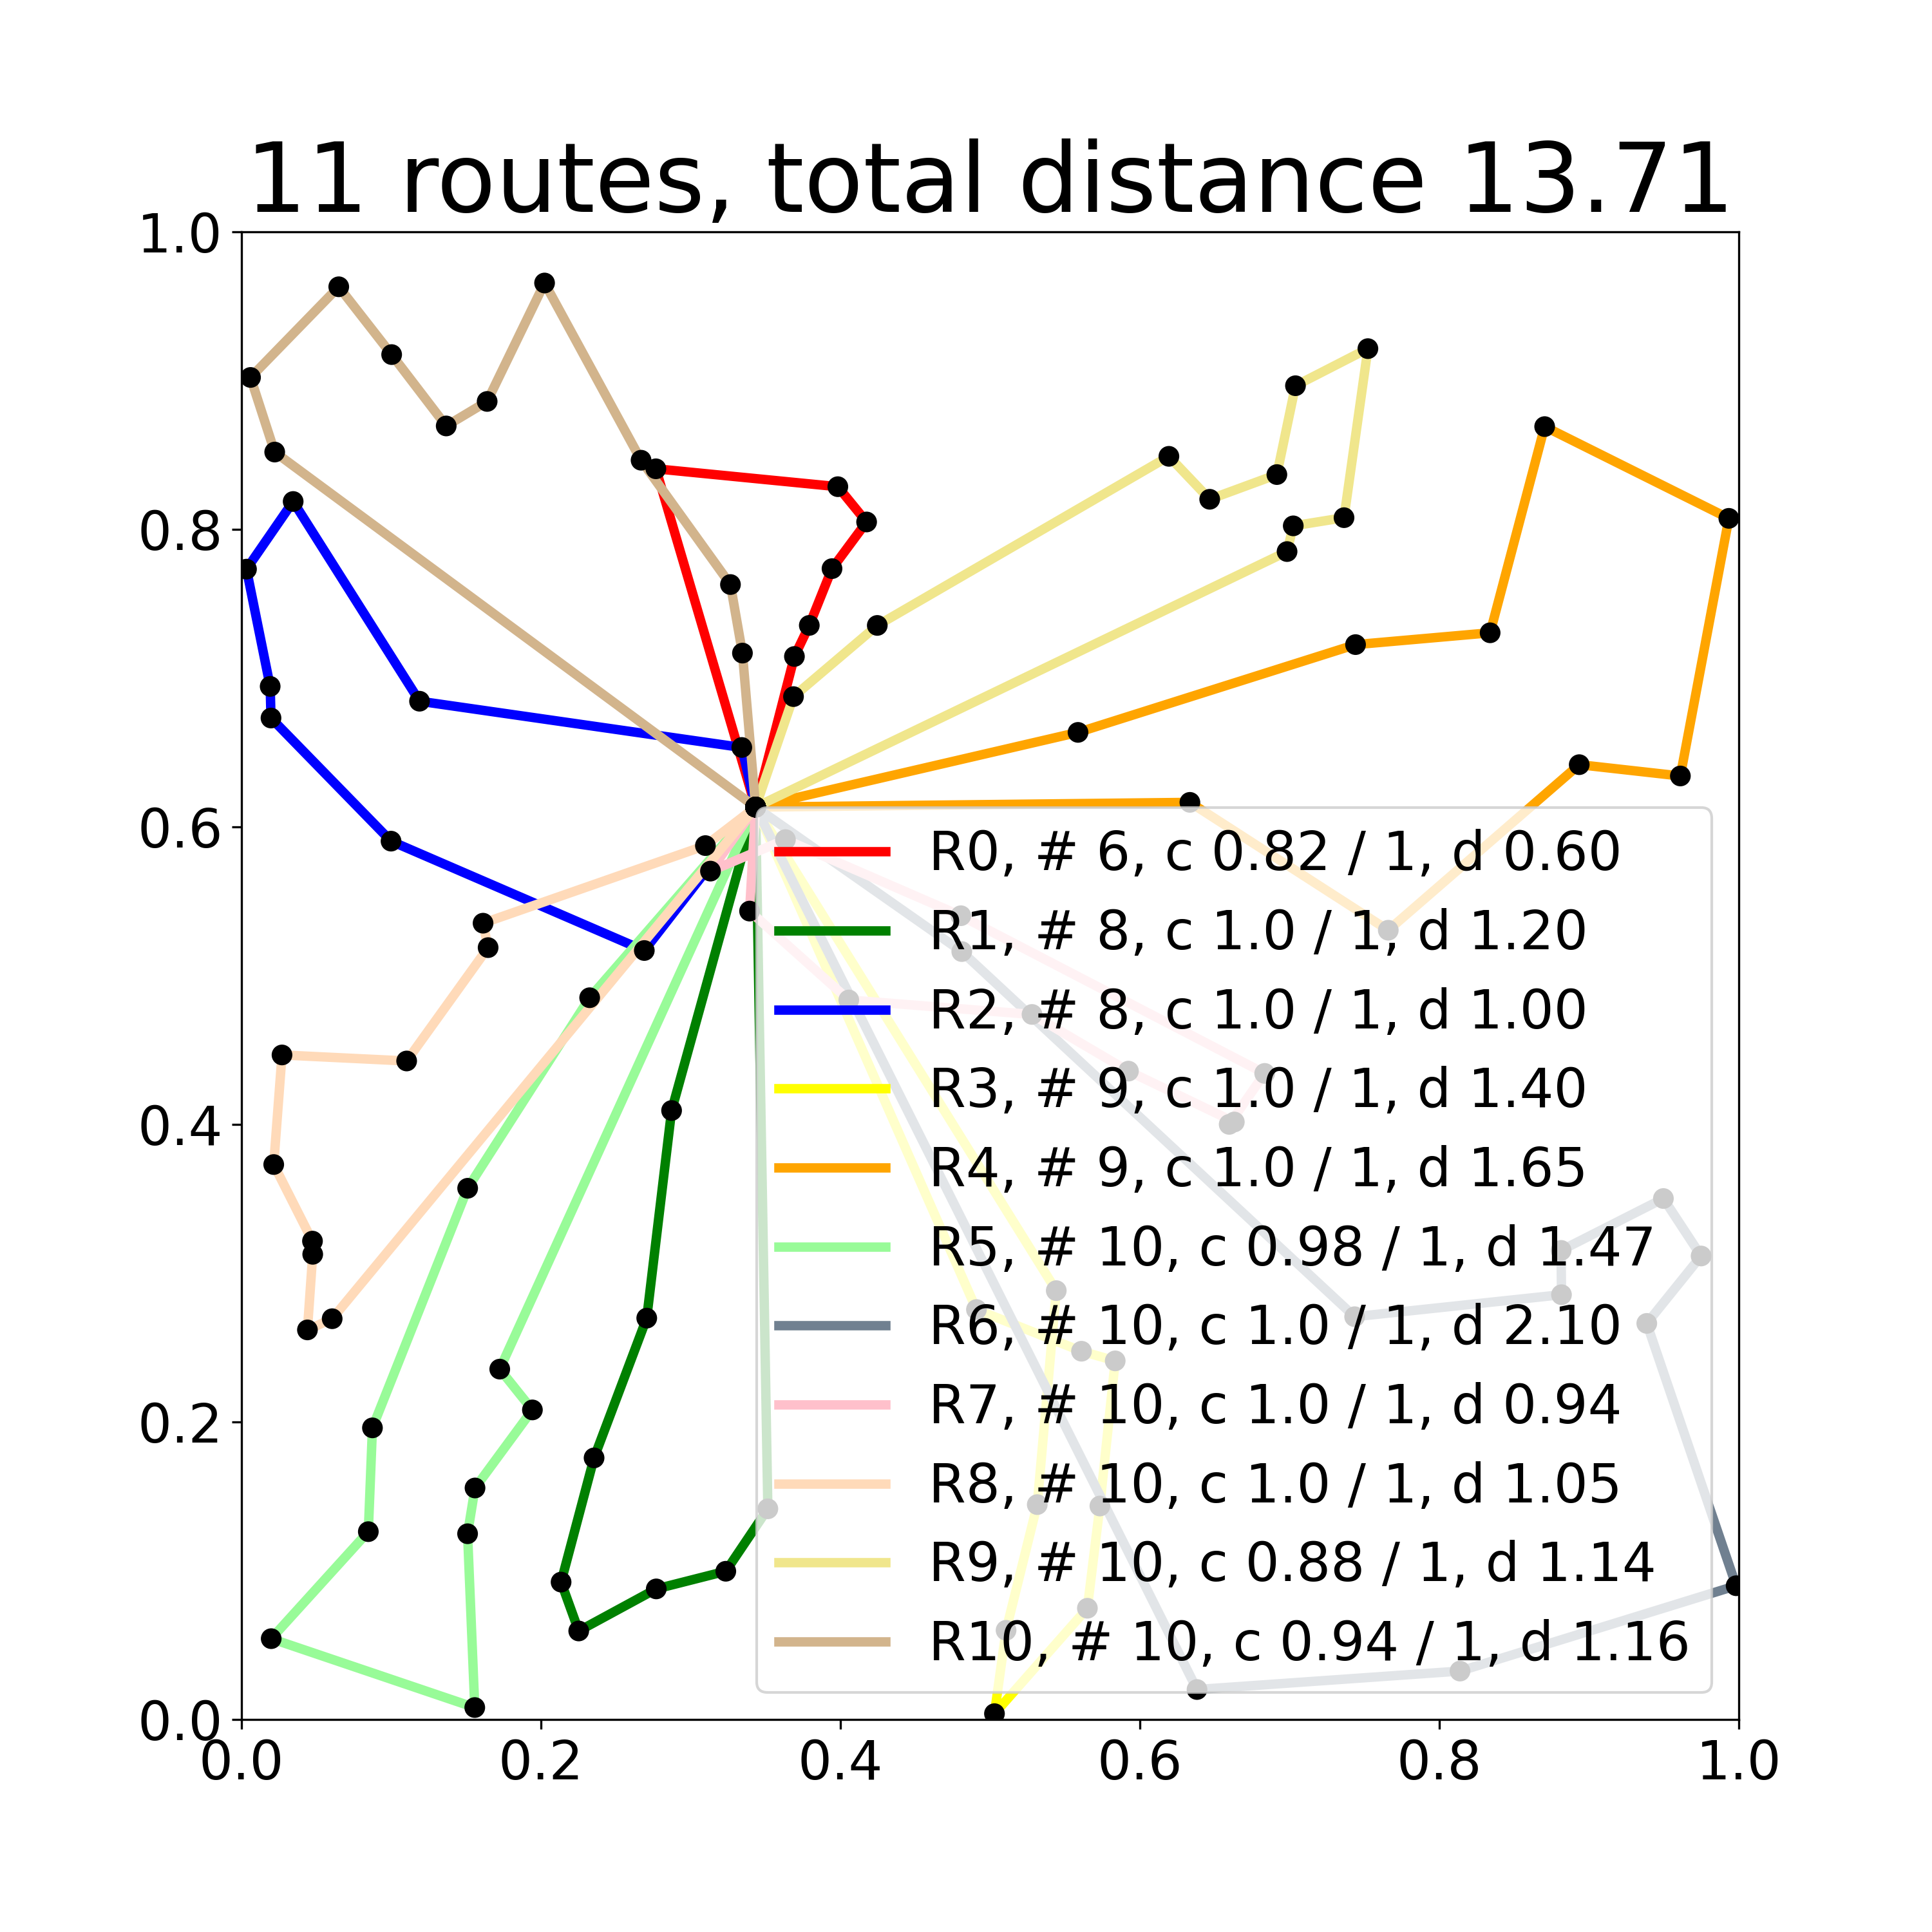 11 routes, total distance 13.71
1.0
0.8
0.6
0.4
0.2
0.0
0.0 0.2 0.4 0.6 0.8 1.0
R0, # 6, c 0.82 / 1, d 0.60
R1, # 8, c 1.0 / 1, d 1.20
R2, # 8, c 1.0 / 1, d 1.00
R3, # 9, c 1.0 / 1, d 1.40
R4, # 9, c 1.0 / 1, d 1.65
R5, # 10, c 0.98 / 1, d 1.47
R6, # 10, c 1.0 / 1, d 2.10
R7, # 10, c 1.0 / 1, d 0.94
R8, # 10, c 1.0 / 1, d 1.05
R9, # 10, c 0.88 / 1, d 1.14
R10, # 10, c 0.94 / 1, d 1.16